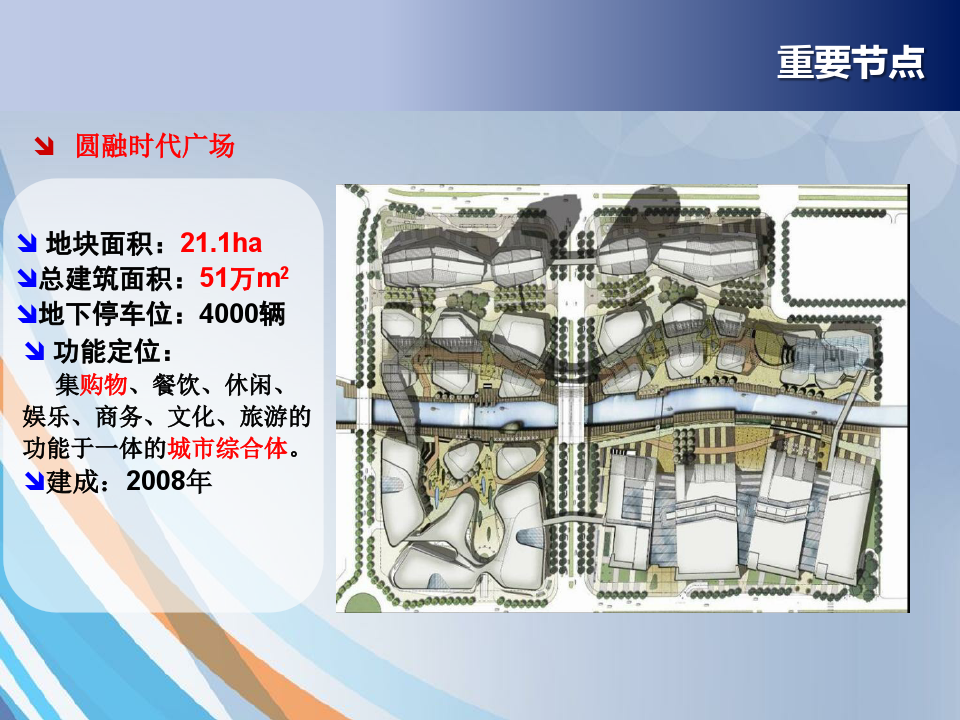 重要节点
圆融时代广场
地块面积：21.1ha
总建筑面积：51万m²
地下停车位：4000辆
功能定位：
集购物、餐饮、休闲、
娱乐、商务、文化、旅游的
功能于一体的城市综合体。
建成：2008年